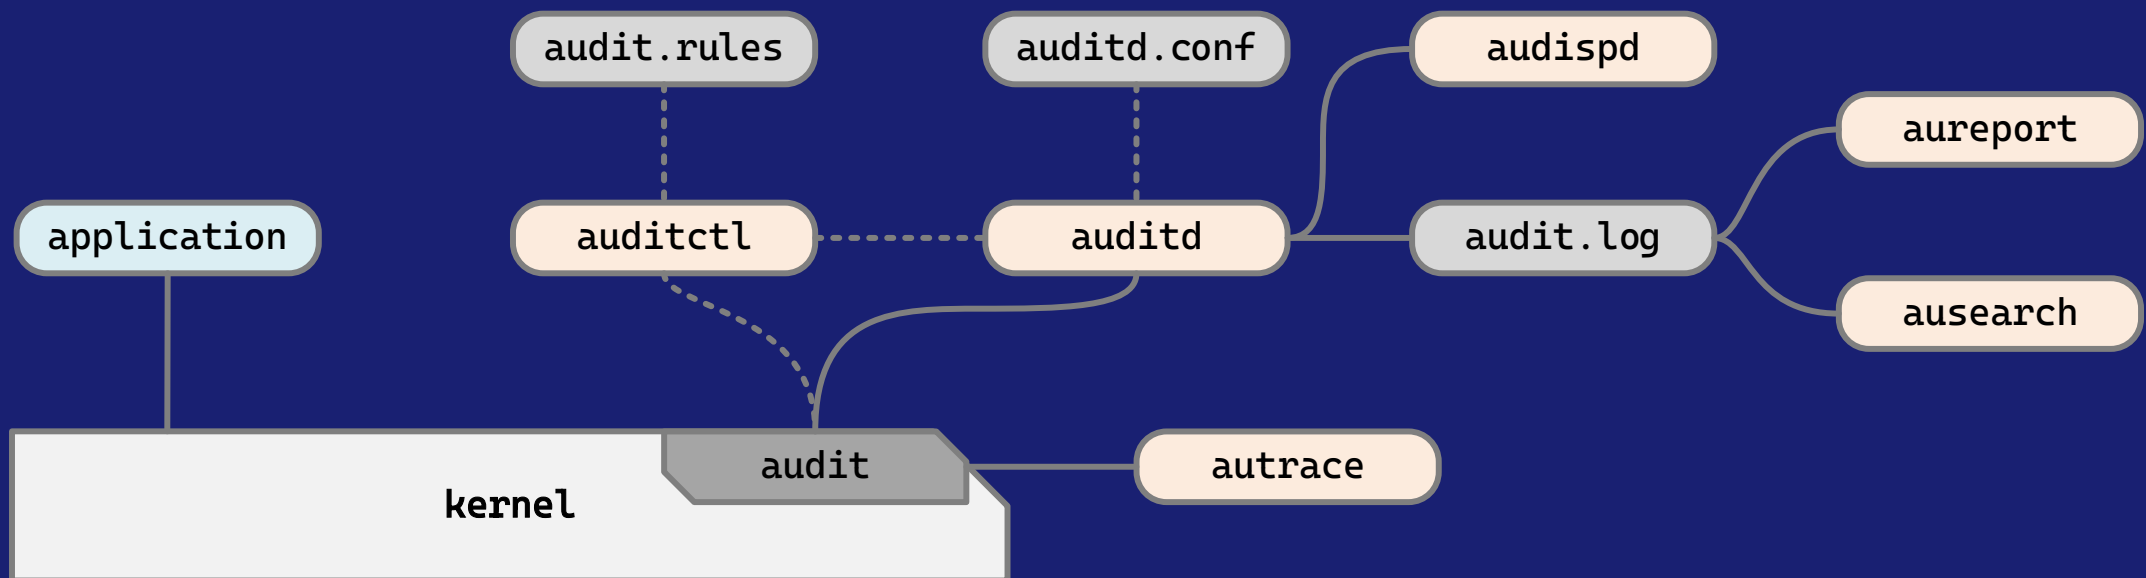 audit.rules
auditd.conf
audispd
aureport
application
auditctl
auditd
audit.log
ausearch
audit
autrace
kernel